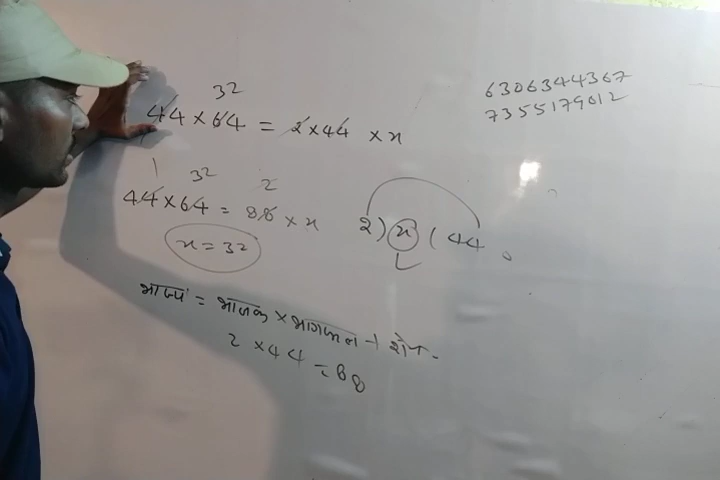 32
44 × 64 = 2 × 44 × x
6306344367
7355179012
1 32 2
44 × 64 = 88 × x
x = 32
2 ) x ( 44
भाज्य = भाजक × भागफल + शेष
2 × 44 = 88